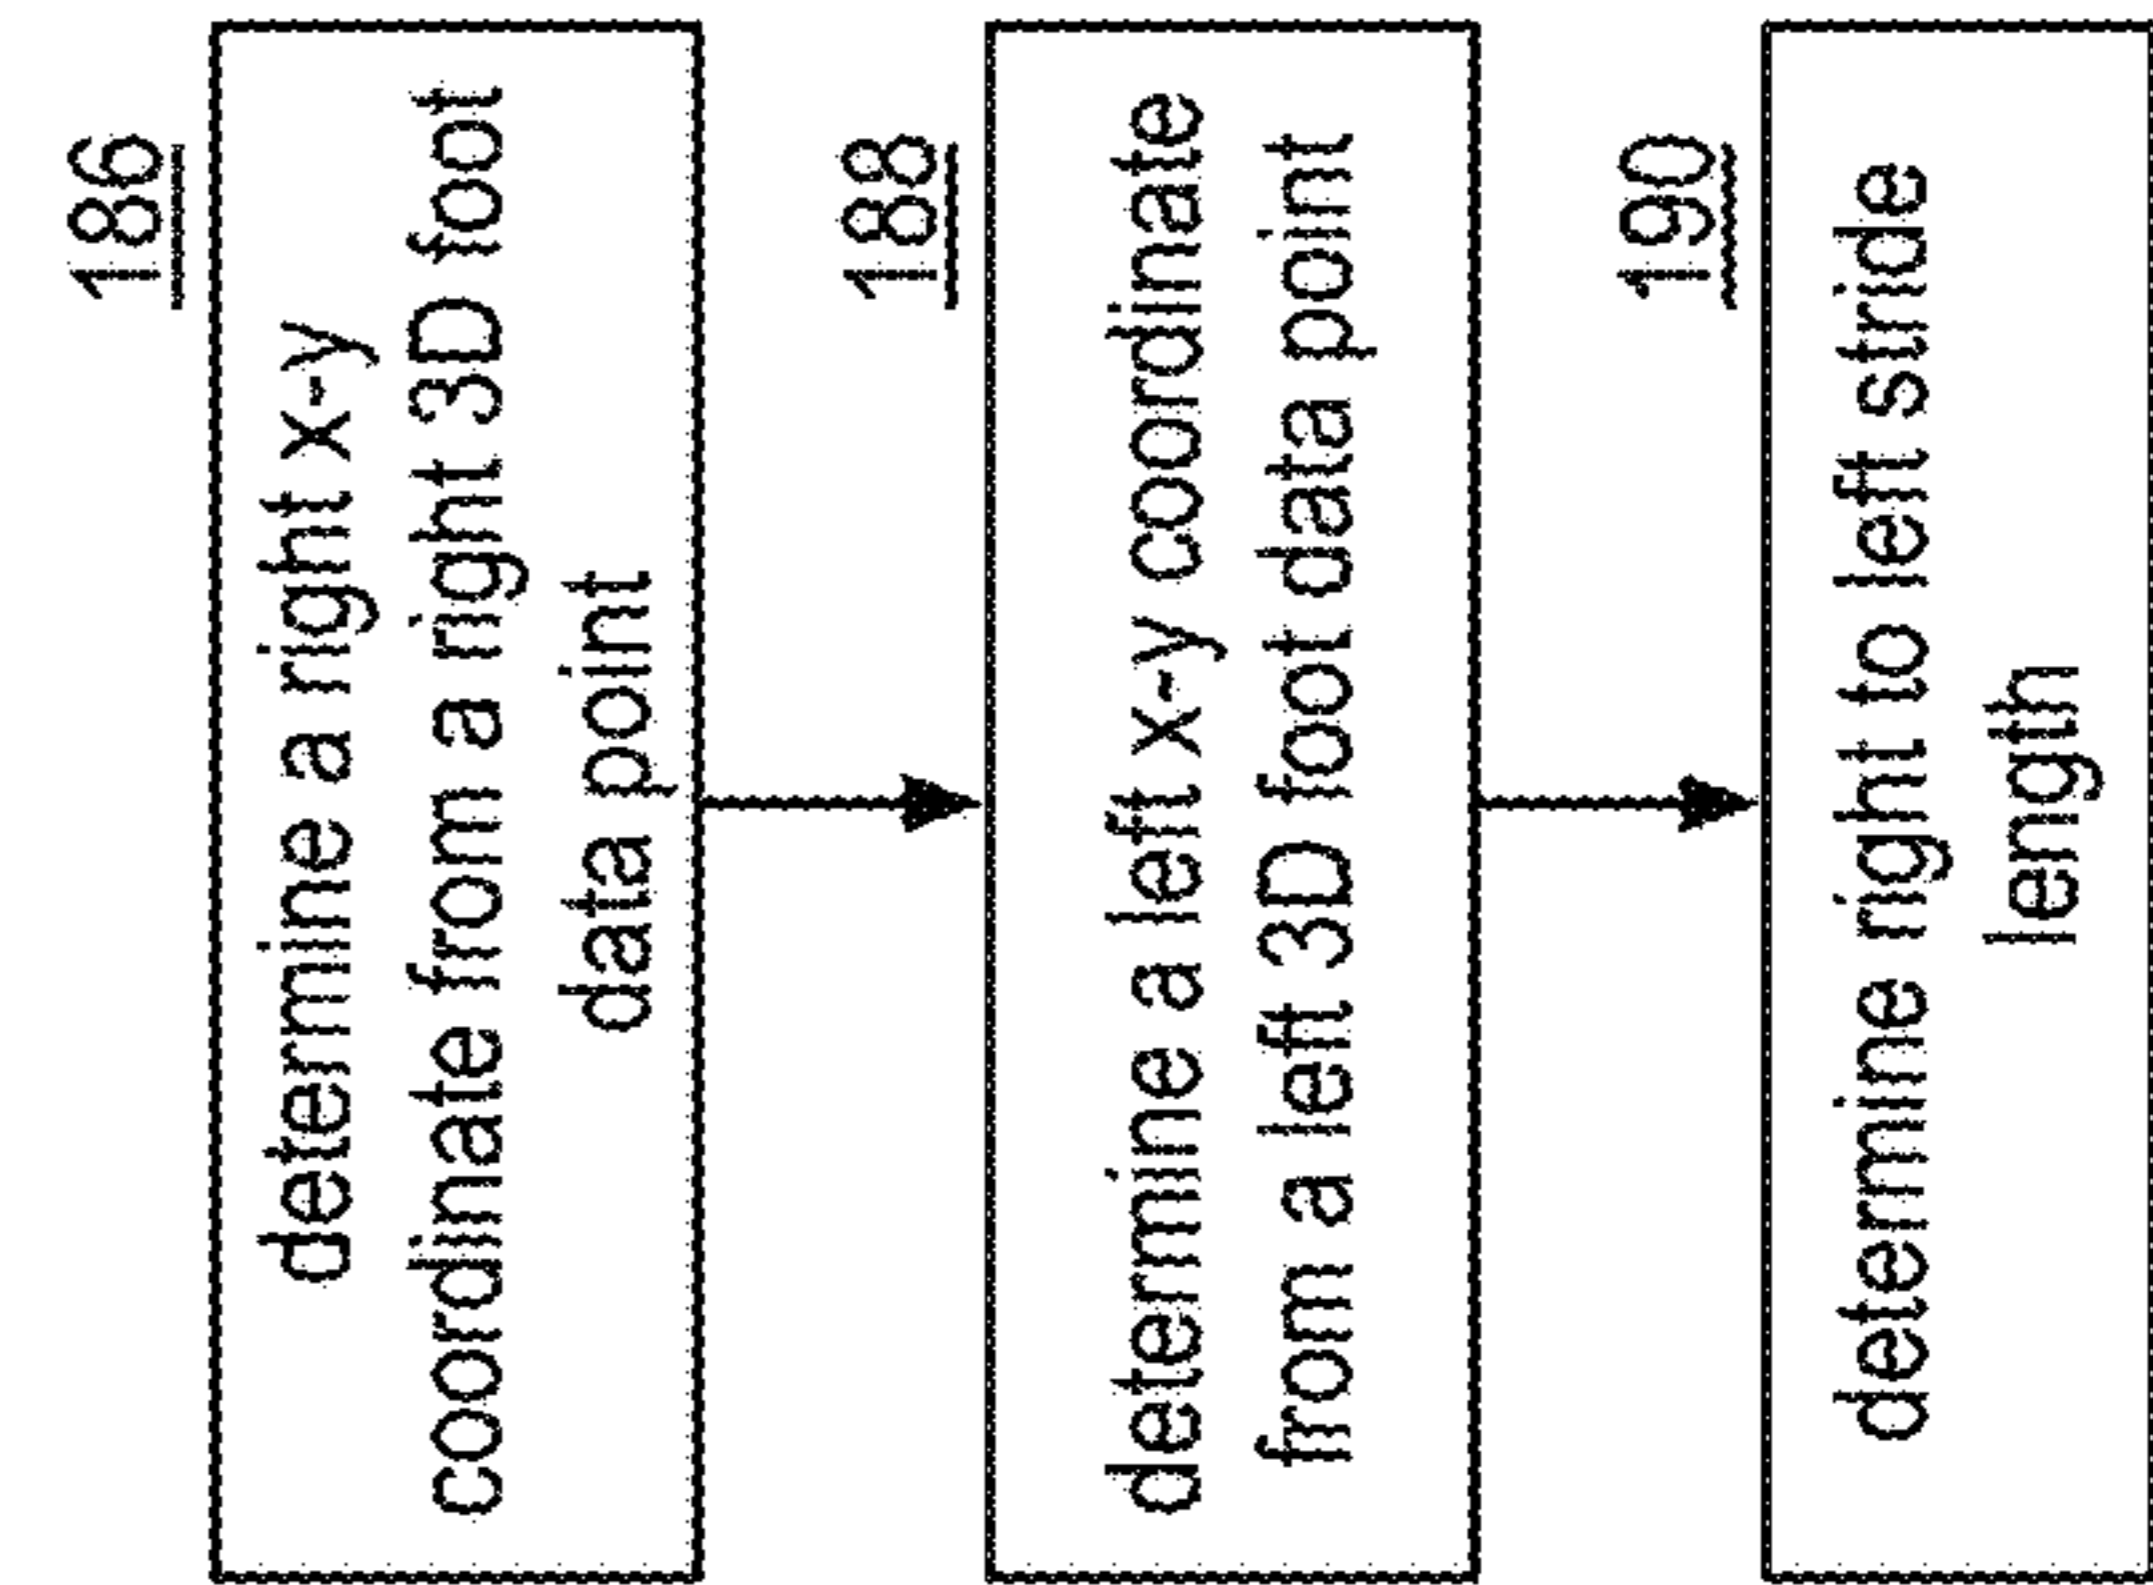 186
determine a right x-y
coordinate from a right 3D foot
data point
188
determine a left x-y coordinate
from a left 3D foot data point
190
determine right to left stride
length